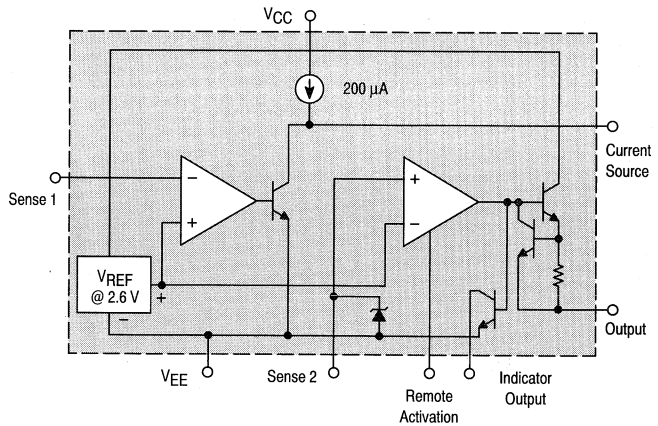 VCC
200 µA
Current
Source
Sense 1
−
+
+
−
VREF
@ 2.6 V
+
−
Output
VEE
Sense 2
Remote
Activation
Indicator
Output